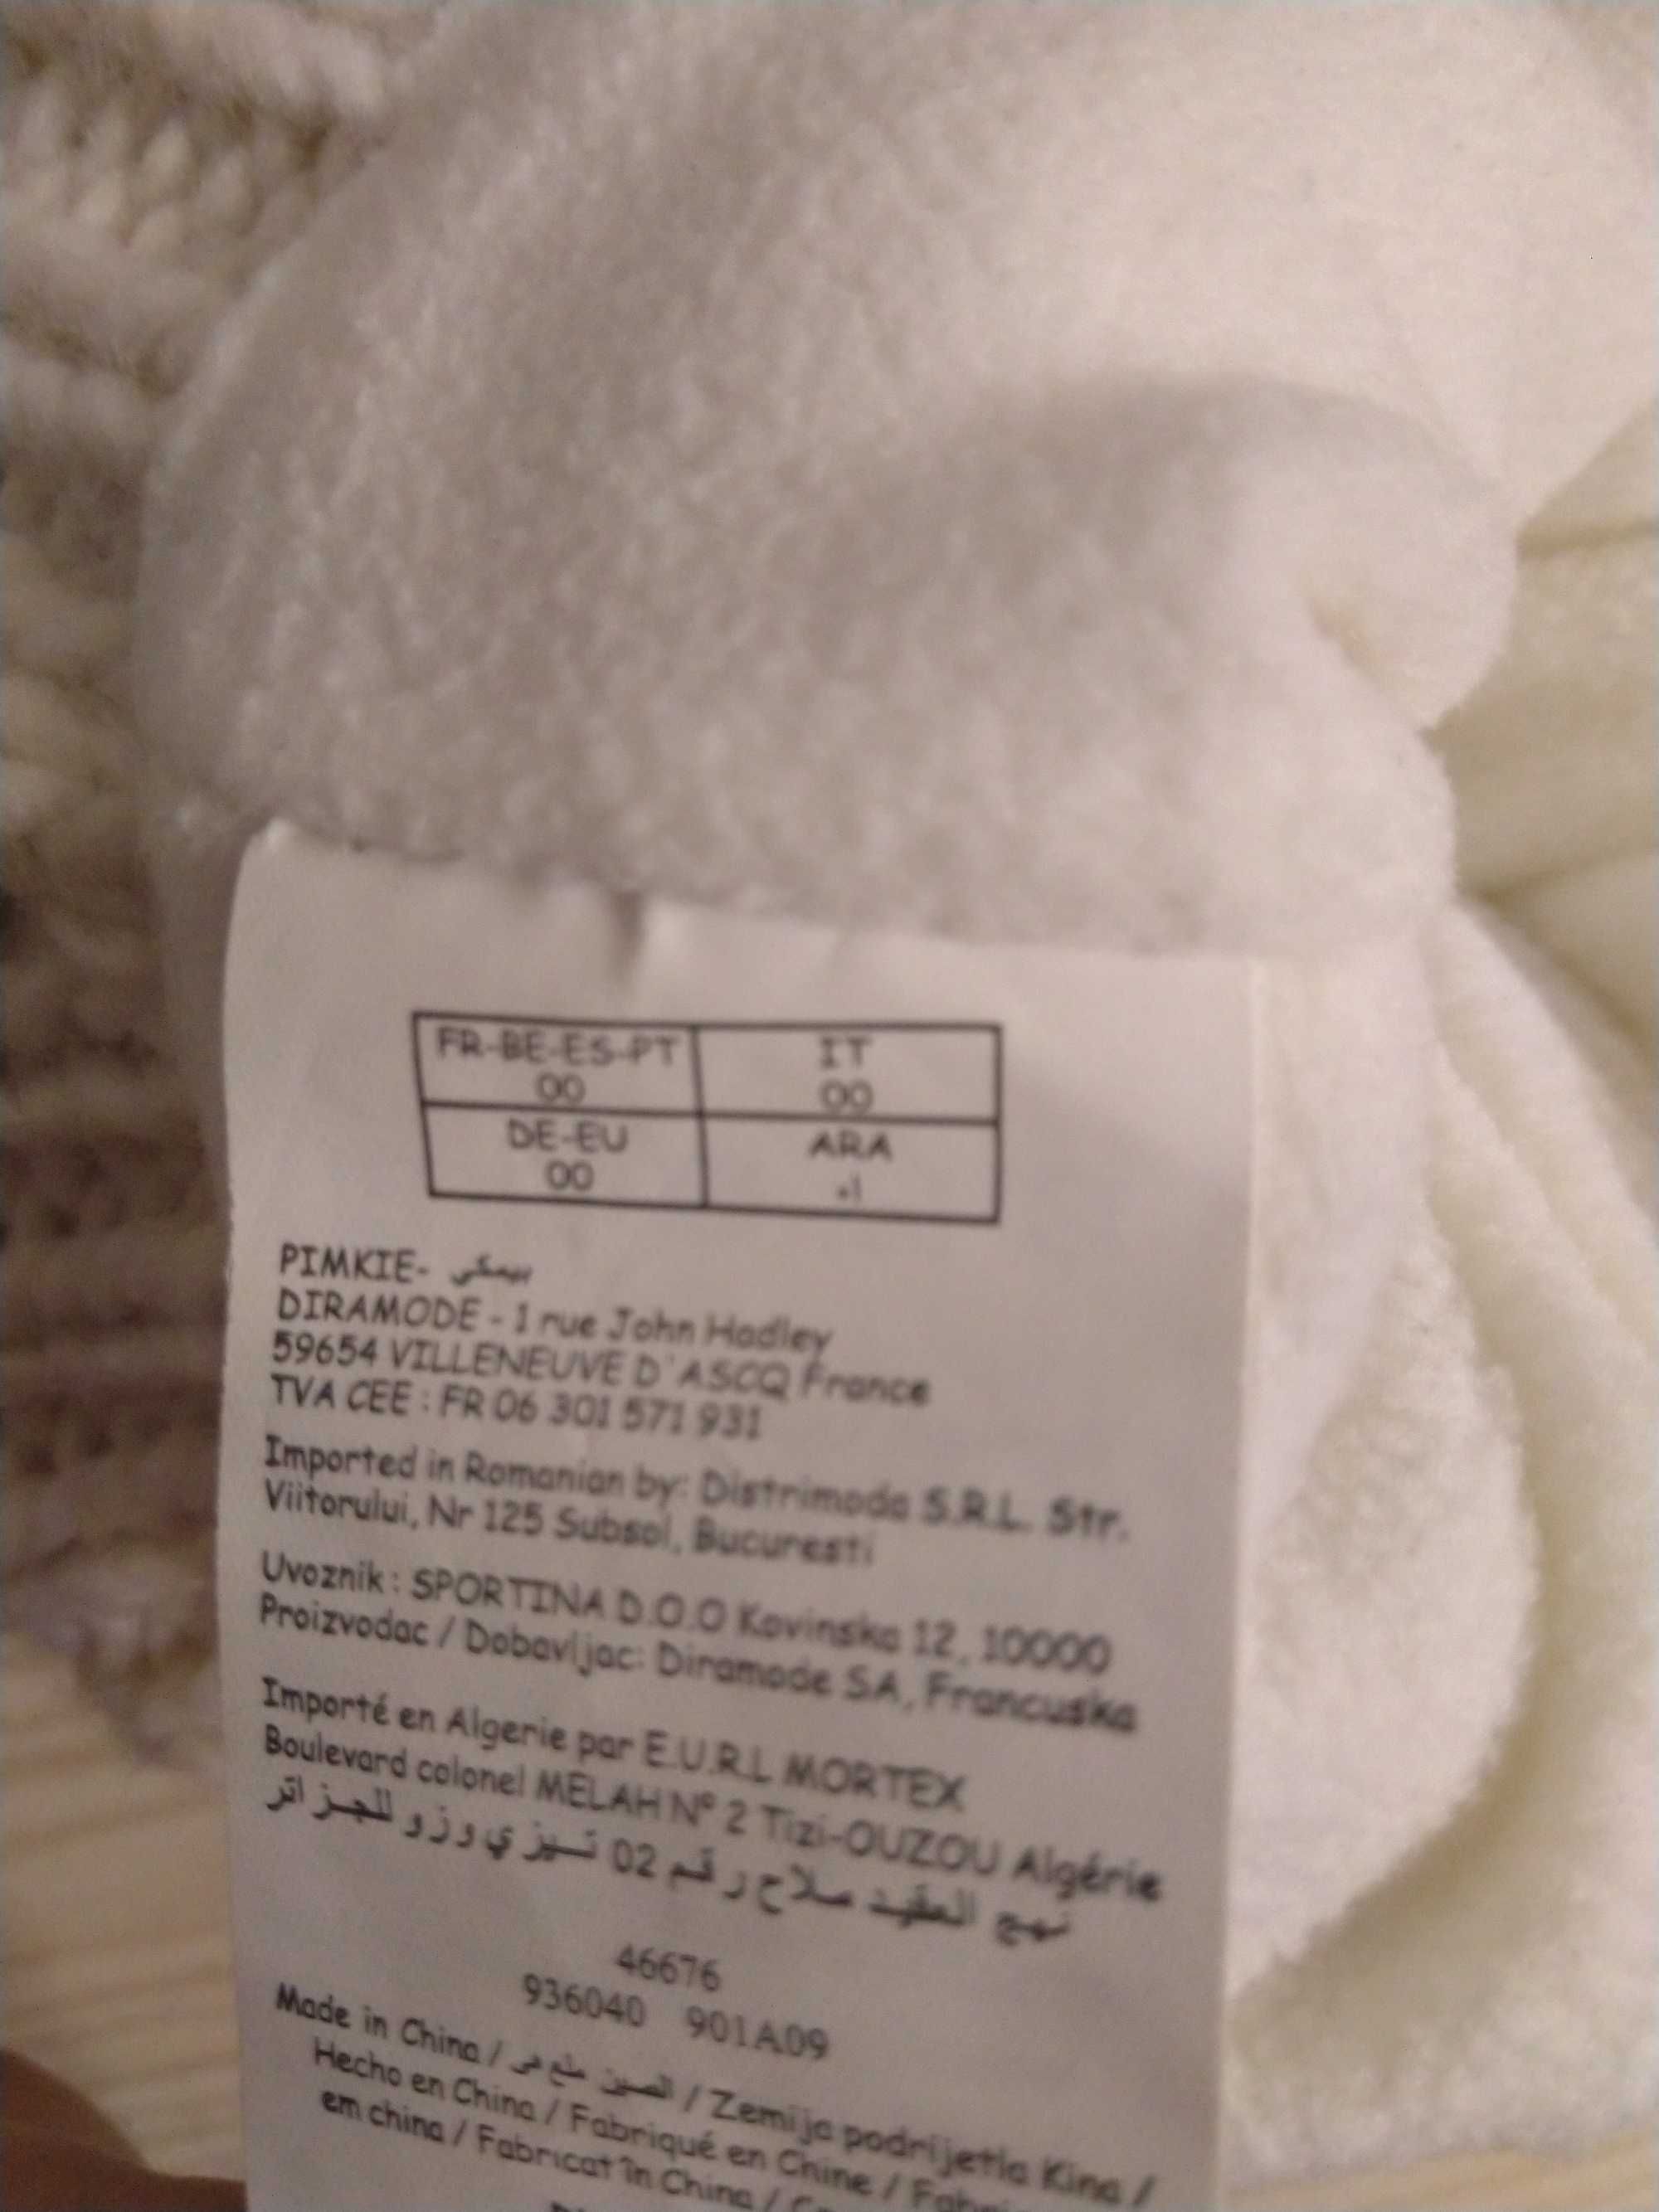 FR-BE-ES-PT
00
IT
00
DE-EU
00
ARA
PIMKIE- بيمكي
DIRAMODE - 1 rue John Hadley
59654 VILLENEUVE D'ASCQ France
TVA CEE : FR 06 301 571 931
Imported in Romanian by: Distrimoda S.R.L. Str.
Viitorului, Nr 125 Subsol, Bucuresti
Uvoznik : SPORTINA D.O.O Kovinska 12, 10000
Proizvodac / Dobavljac: Diramode SA, Francuska
Importé en Algerie par E.U.R.L MORTEX
Boulevard colonel MELAH N° 2 Tizi-OUZOU Algérie
نهج العقيد ملاح رقم 02 تيزي وزو للجزائر
46676
936040 901A09
Made in China / الصين / Zemija podrijetla Kina /
Hecho en China / Fabriqué en Chine /
em china / Fabricat în China /